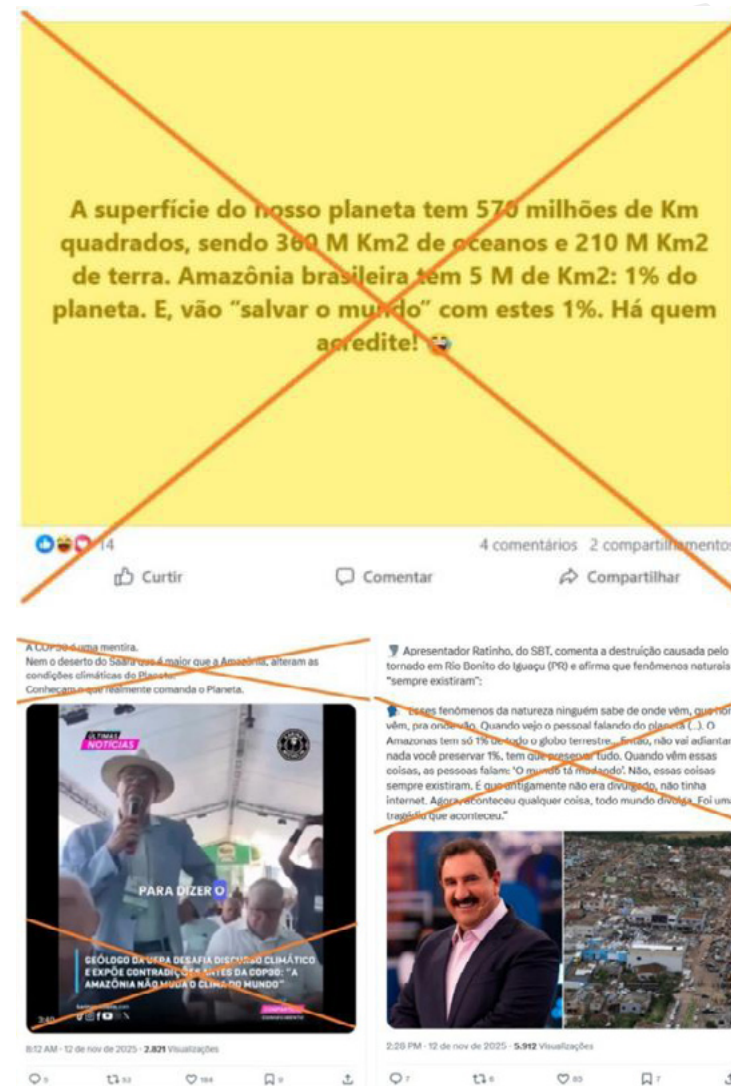 A superfície do nosso planeta tem 570 milhões de Km
quadrados, sendo 360 M Km2 de oceanos e 210 M Km2
de terra. Amazônia brasileira tem 5 M de Km2: 1% do
planeta. E, vão “salvar o mundo” com estes 1%. Há quem
acredite! 😂
14
4 comentários 2 compartilhamentos
Curtir
Comentar
Compartilhar
A COP30 é uma mentira.
Nem o deserto do Saara que é maior que a Amazônia, alteram as
condições climáticas do Planeta.
Conheçam o que realmente comanda o Planeta.
ÚLTIMAS
NOTÍCIAS
PARA DIZER O
GEÓLOGO DA UFPA DESAFIA DISCURSO CLIMÁTICO
E EXPÕE CONTRADIÇÕES ANTES DA COP30: “A
AMAZÔNIA NÃO MUDA O CLIMA DO MUNDO”
3:40
8:12 AM · 12 de nov de 2025 · 2.821 Visualizações
184
Apresentador Ratinho, do SBT, comenta a destruição causada pelo
tornado em Rio Bonito do Iguaçu (PR) e afirma que fenômenos naturais
“sempre existiram”:
“Esses fenômenos da natureza ninguém sabe de onde vêm, que
vêm, pra onde vão. Quando vejo o pessoal falando do planeta (...). O
Amazonas tem só 1% de todo o globo terrestre... Então, não vai adiantar
nada você preservar 1%, tem que preservar tudo. Quando vêm essas
coisas, as pessoas falam: ‘O mundo tá mudando’. Não, essas coisas
sempre existiram. É que antigamente não era divulgado, não tinha
internet. Agora, aconteceu qualquer coisa, todo mundo divulga. Foi uma
tragédia que aconteceu.”
2:28 PM · 12 de nov de 2025 · 5.912 Visualizações
7
83
7